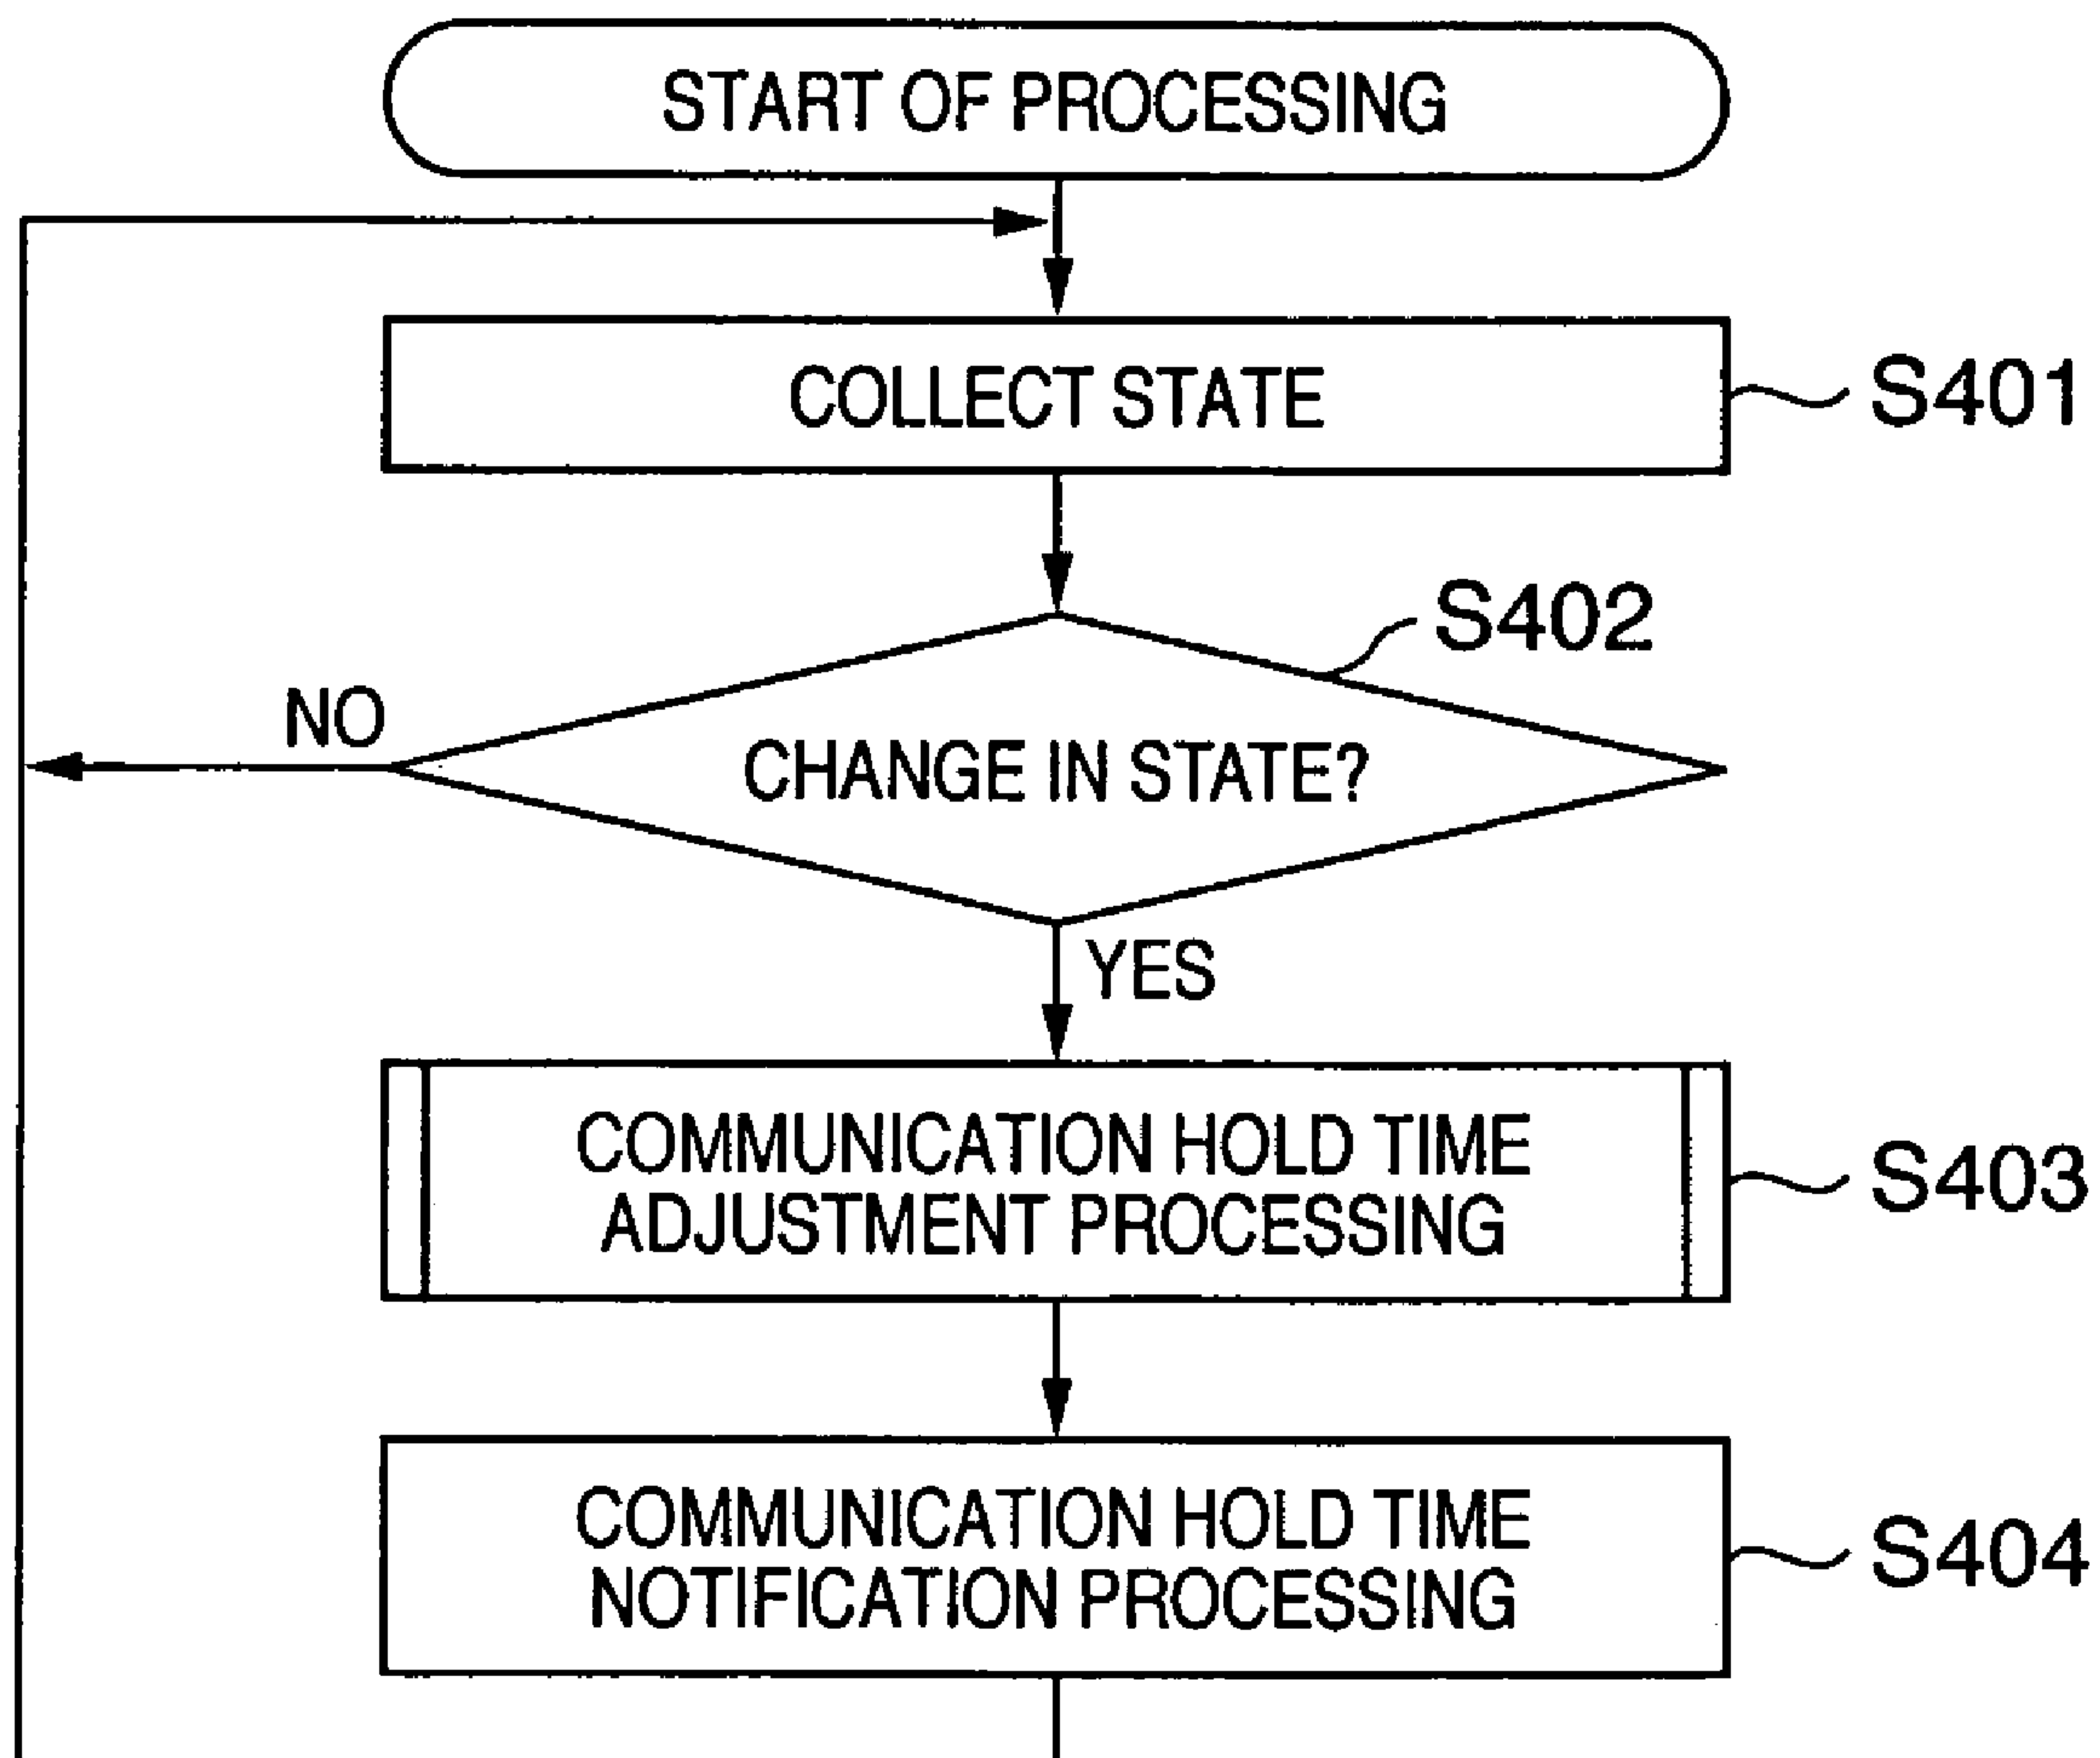 START OF PROCESSING
COLLECT STATE
S401
S402
NO
CHANGE IN STATE?
YES
COMMUNICATION HOLD TIME
ADJUSTMENT PROCESSING
S403
COMMUNICATION HOLD TIME
NOTIFICATION PROCESSING
S404